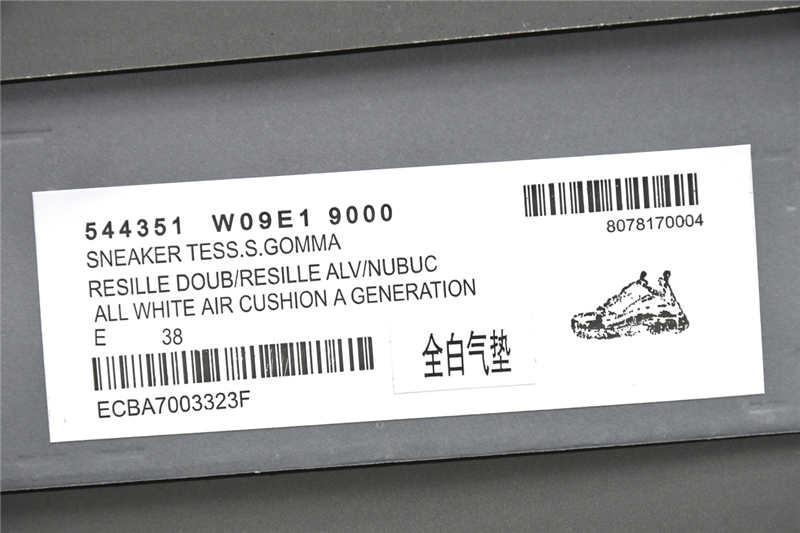 544351 W09E1 9000
SNEAKER TESS.S.GOMMA
RESILLE DOUB/RESILLE ALV/NUBUC
ALL WHITE AIR CUSHION A GENERATION
E 38
ECBA7003323F
8078170004
全白气垫